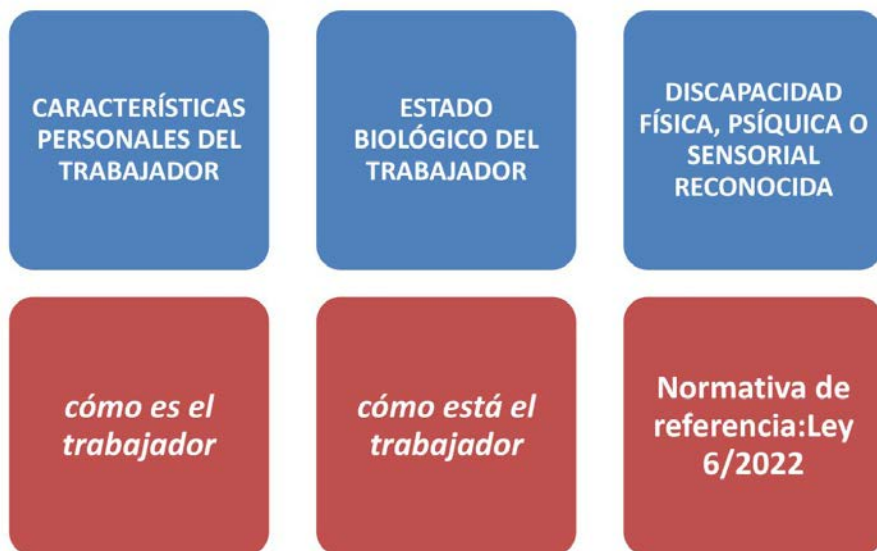 CARACTERÍSTICAS
PERSONALES DEL
TRABAJADOR
ESTADO
BIOLÓGICO DEL
TRABAJADOR
DISCAPACIDAD
FÍSICA, PSÍQUICA O
SENSORIAL
RECONOCIDA
cómo es el
trabajador
cómo está el
trabajador
Normativa de
referencia:Ley
6/2022